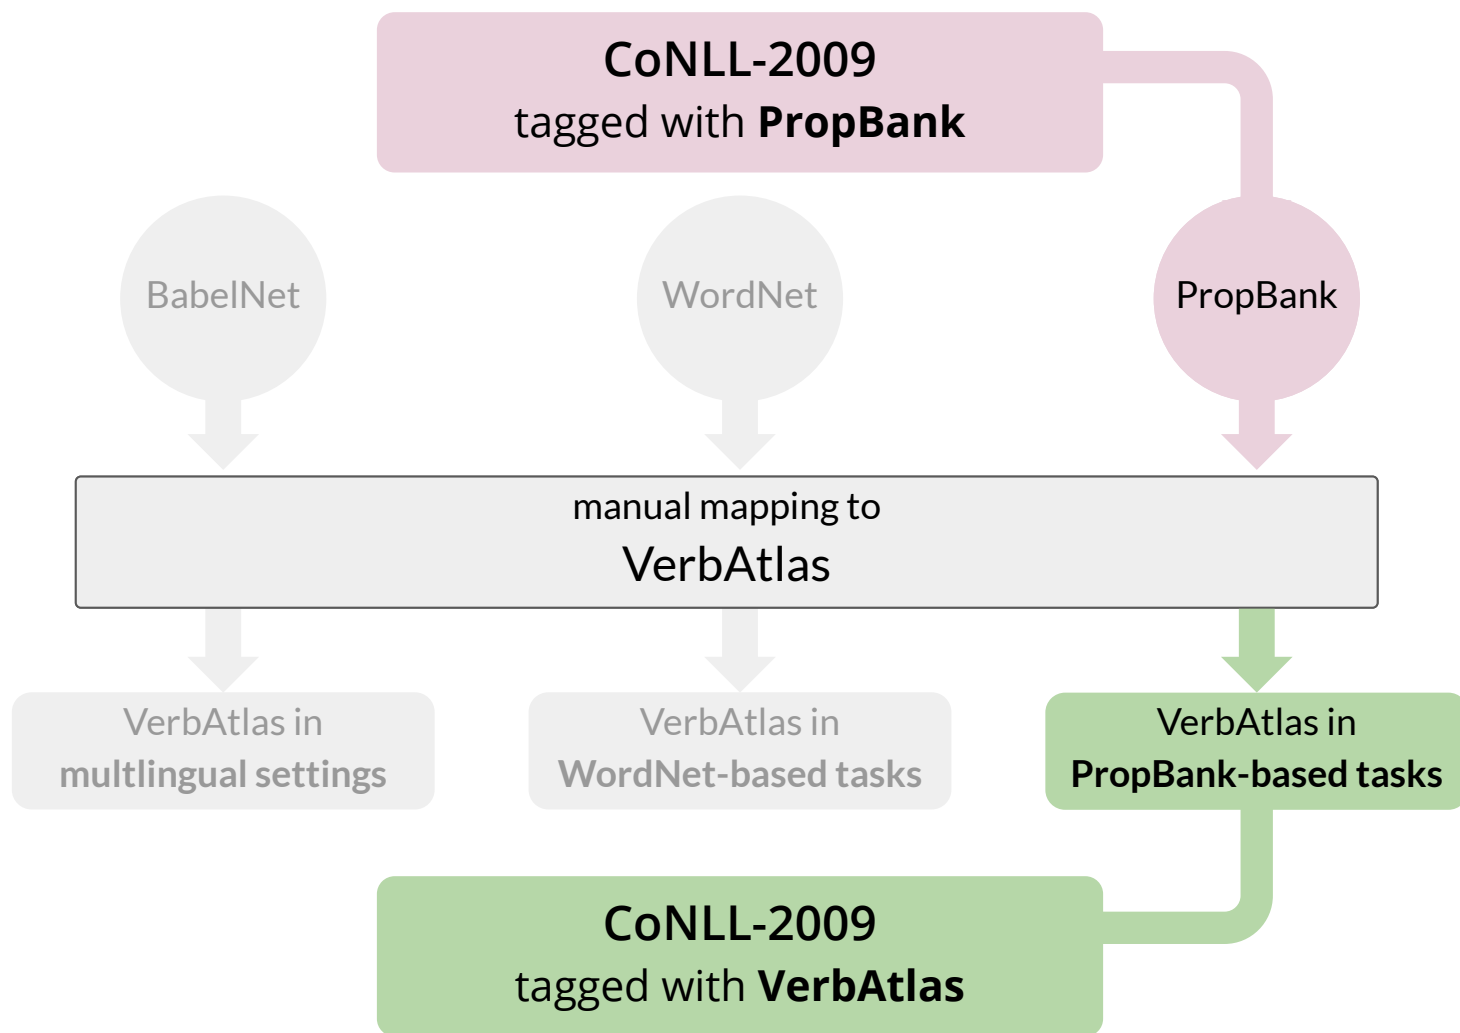 CoNLL-2009
tagged with PropBank
BabelNet
WordNet
PropBank
manual mapping to
VerbAtlas
VerbAtlas in
multlingual settings
VerbAtlas in
WordNet-based tasks
VerbAtlas in
PropBank-based tasks
CoNLL-2009
tagged with VerbAtlas